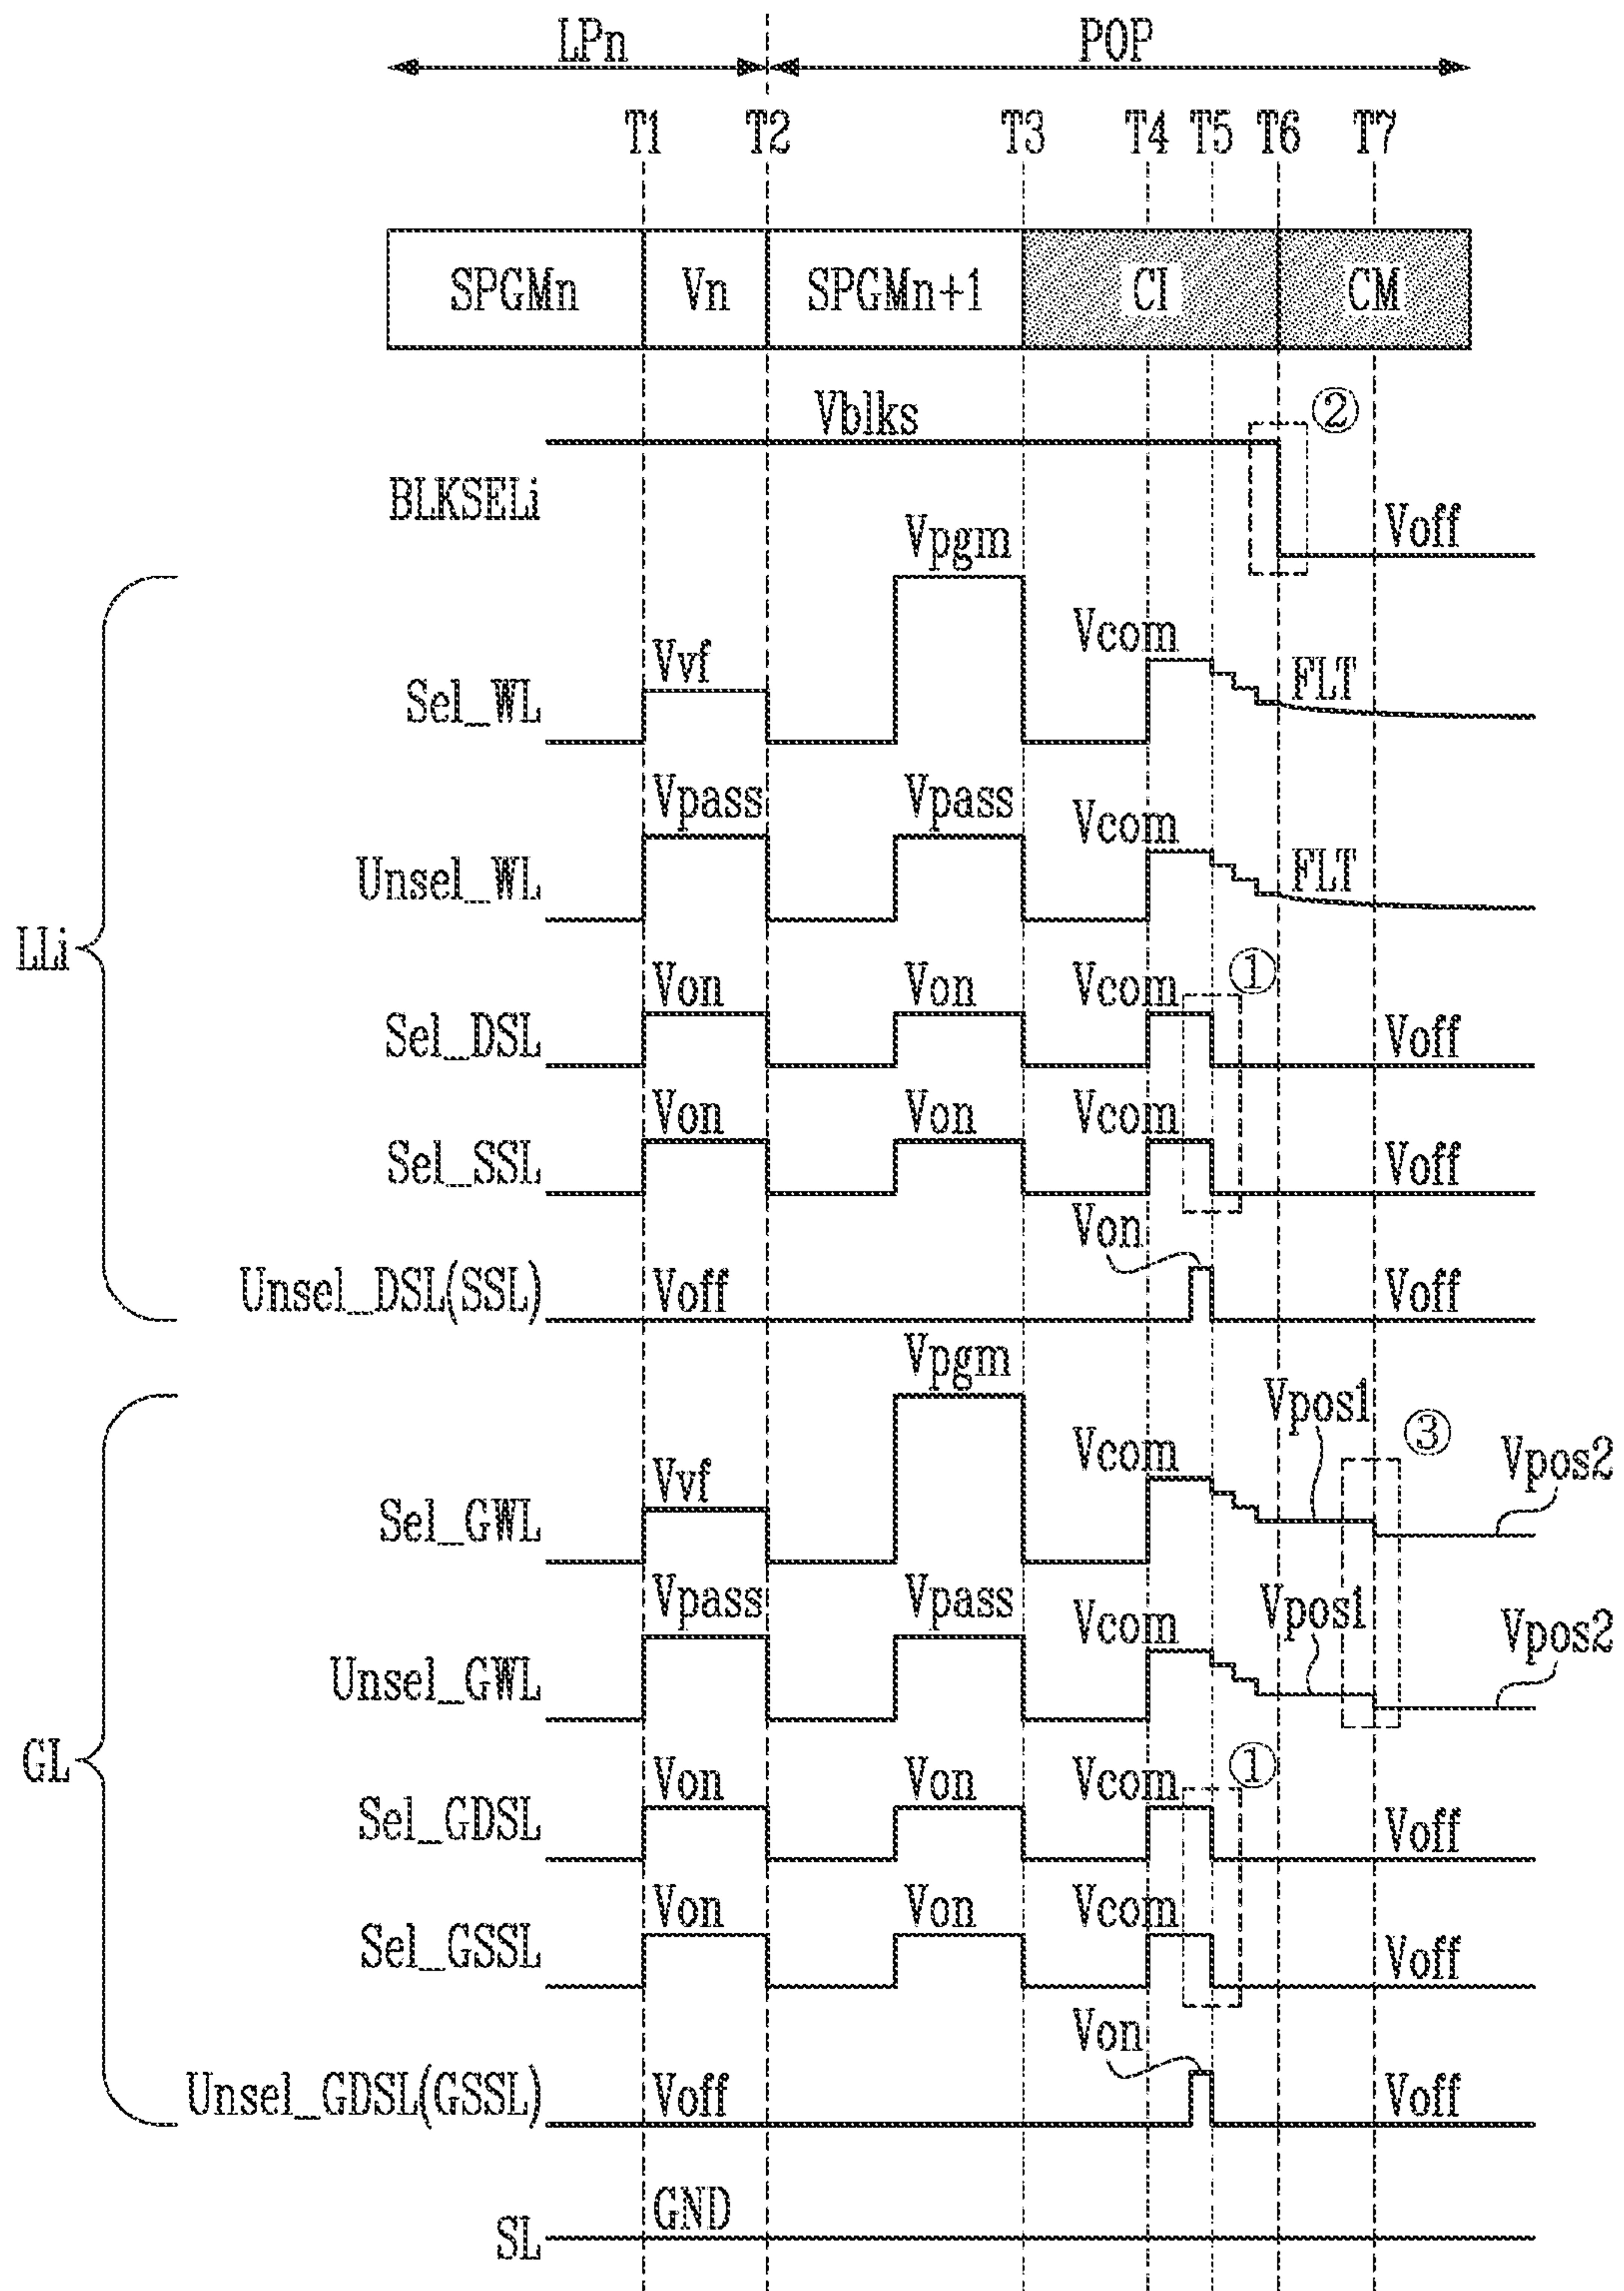 LPn POP
T1 T2 T3 T4 T5 T6 T7
SPGMn Vn SPGMn+1 CI CM
BLKSELi Vblks ② Voff
LLi
Sel_WL Vvf Vpgm Vcom FLT
Unsel_WL Vpass Vpass Vcom FLT
Sel_DSL Von Von Vcom ① Voff
Sel_SSL Von Von Vcom Voff
Unsel_DSL(SSL) Voff Von Voff
GL
Sel_GWL Vvf Vpgm Vcom Vpos1 ③ Vpos2
Unsel_GWL Vpass Vpass Vcom Vpos1 Vpos2
Sel_GDSL Von Von Vcom ① Voff
Sel_GSSL Von Von Vcom Voff
Unsel_GDSL(GSSL) Voff Von Voff
SL GND